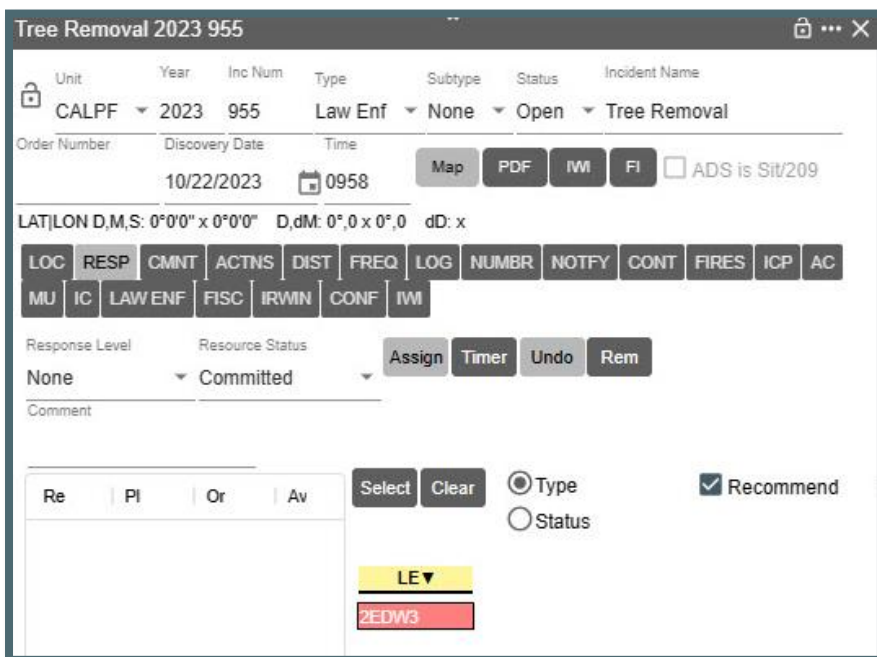 Tree Removal 2023 955
Unit Year Inc Num Type Subtype Status Incident Name
CALPF 2023 955 Law Enf None Open Tree Removal
Order Number Discovery Date Time
10/22/2023 0958 Map PDF IWI FI ADS is Sit/209
LAT|LON D,M,S: 0°0'0" x 0°0'0" D,dM: 0°,0 x 0°,0 dD: x
LOC RESP CMNT ACTNS DIST FREQ LOG NUMBR NOTFY CONT FIRES ICP AC
MU IC LAW ENF FISC IRWIN CONF IWI
Response Level Resource Status
None Committed Assign Timer Undo Rem
Comment
Re Pl Or Av Select Clear Type Recommend
Status
LE▼
2EDW3